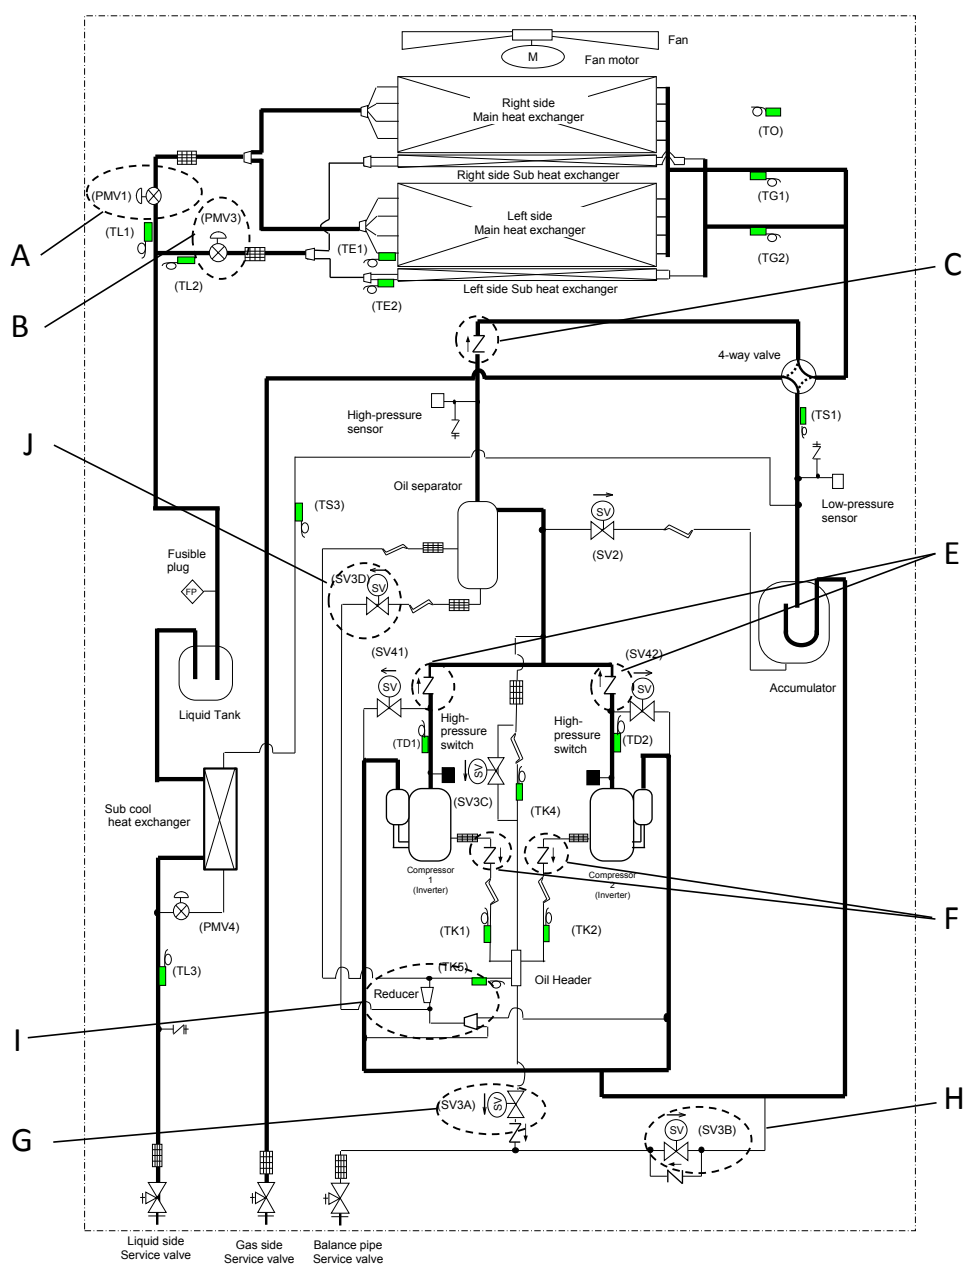 Fan
M
Fan motor
Right side
Main heat exchanger
(TO)
Right side Sub heat exchanger
(PMV1)
(TG1)
A
(TL1)
(PMV3)
Left side
Main heat exchanger
(TE1)
(TG2)
(TL2)
(TE2)
Left side Sub heat exchanger
C
B
4-way valve
High-pressure
sensor
(TS1)
J
Oil separator
(TS3)
Low-pressure
sensor
SV
(SV2)
E
Fusible
plug
FP
(SV3D)
SV
(SV41)
(SV42)
SV
SV
Accumulator
Liquid Tank
High-
pressure
switch
High-
pressure
switch
(TD1)
(TD2)
SV
(SV3C)
(TK4)
Sub cool
heat exchanger
Compressor
1
(Inverter)
Compressor
2
(Inverter)
F
(PMV4)
(TK1)
(TK2)
(TL3)
(TK5)
Reducer
Oil Header
I
(SV3A)
SV
H
G
SV
(SV3B)
Liquid side
Service valve
Gas side
Service valve
Balance pipe
Service valve